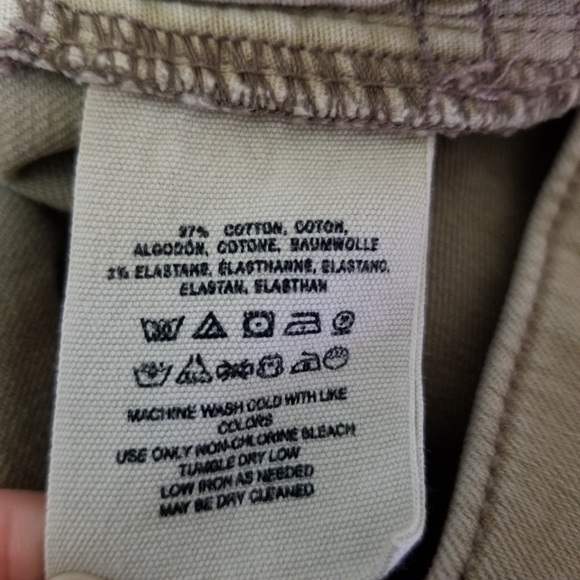 97% COTTON, COTON,
ALGODÓN, COTONE, BAUMWOLLE
3% ELASTANE, ÉLASTHANNE, ELASTANO,
ELASTAN, ELASTHAN
MACHINE WASH COLD WITH LIKE
COLORS
USE ONLY NON-CHLORINE BLEACH
TUMBLE DRY LOW
LOW IRON AS NEEDED
MAY BE DRY CLEANED